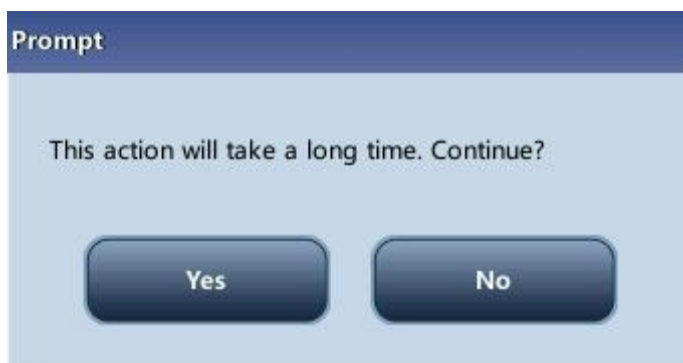 Prompt
This action will take a long time. Continue?
Yes
No